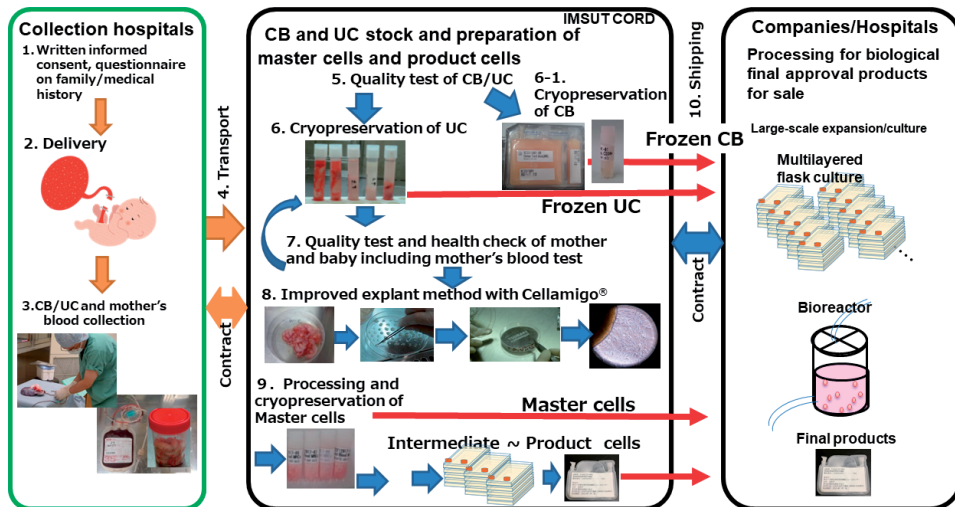 Collection hospitals
1. Written informed
consent, questionnaire
on family/medical
history
2. Delivery
3.CB/UC and mother's
blood collection
4. Transport
Contract
IMSUT CORD
CB and UC stock and preparation of
master cells and product cells
5. Quality test of CB/UC
6-1.
Cryopreservation
of CB
6. Cryopreservation of UC
Frozen CB
Frozen UC
7. Quality test and health check of mother
and baby including mother's blood test
8. Improved explant method with Cellamigo®
9. Processing and
cryopreservation of
Master cells
Master cells
Intermediate ~ Product cells
10. Shipping
Contract
Companies/Hospitals
Processing for biological
final approval products
for sale
Large-scale expansion/culture
Multilayered
flask culture
Bioreactor
Final products